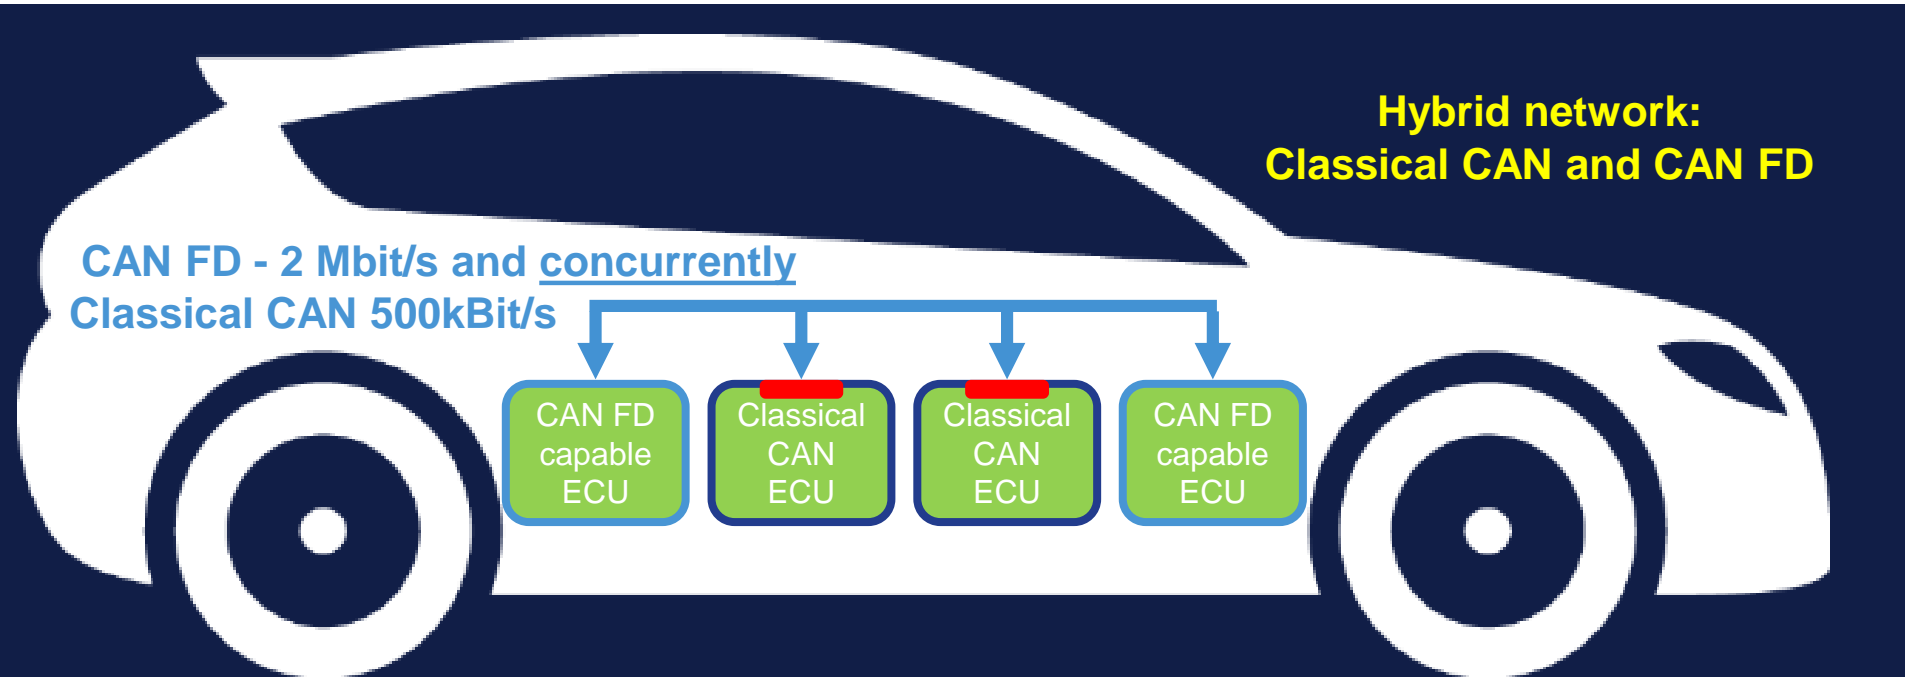 Hybrid network:
Classical CAN and CAN FD
CAN FD - 2 Mbit/s and concurrently
Classical CAN 500kBit/s
CAN FD
capable
ECU
Classical
CAN
ECU
Classical
CAN
ECU
CAN FD
capable
ECU